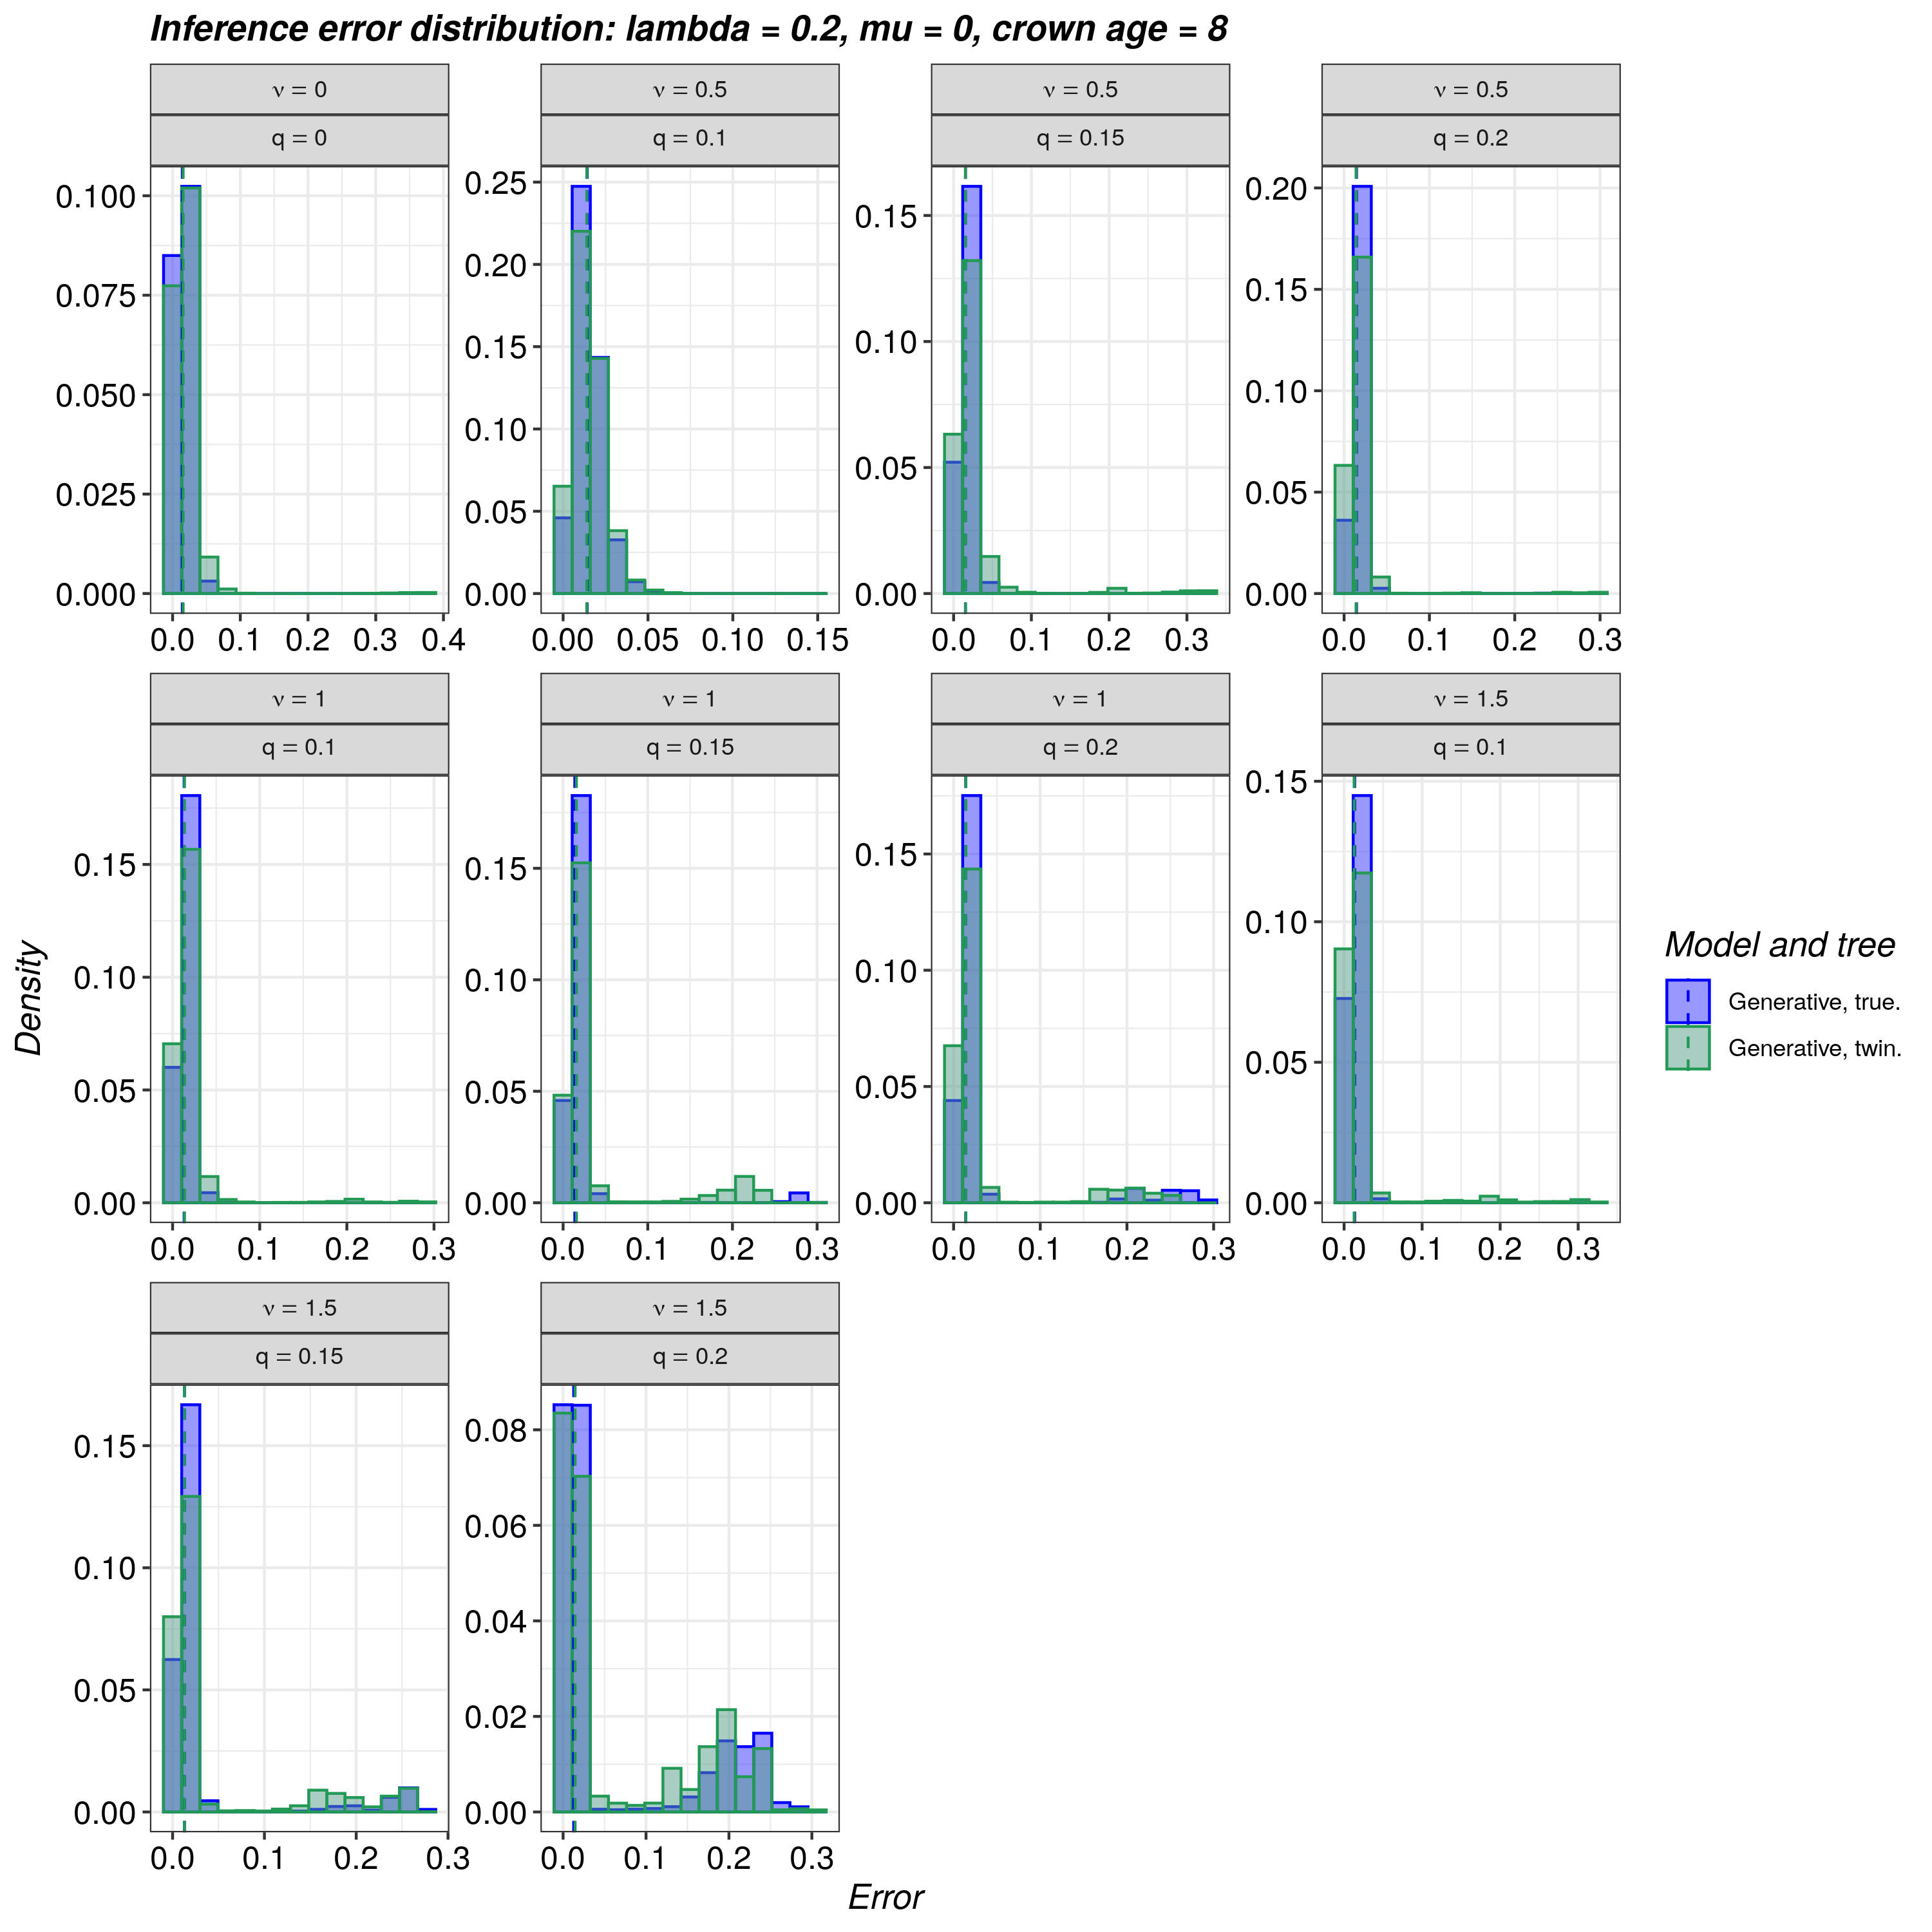 Inference error distribution: lambda = 0.2, mu = 0, crown age = 8
ν = 0
ν = 0.5
ν = 0.5
ν = 0.5
q = 0
q = 0.1
q = 0.15
q = 0.2
0.100
0.075
0.050
0.025
0.000
0.25
0.20
0.15
0.10
0.05
0.00
0.15
0.10
0.05
0.00
0.20
0.15
0.10
0.05
0.00
0.0 0.1 0.2 0.3 0.4
0.00 0.05 0.10 0.15
0.0 0.1 0.2 0.3
0.0 0.1 0.2 0.3
ν = 1
ν = 1
ν = 1
ν = 1.5
q = 0.1
q = 0.15
q = 0.2
q = 0.1
0.15
0.10
0.05
0.00
0.15
0.10
0.05
0.00
0.15
0.10
0.05
0.00
0.15
0.10
0.05
0.00
0.0 0.1 0.2 0.3
0.0 0.1 0.2 0.3
0.0 0.1 0.2 0.3
0.0 0.1 0.2 0.3
ν = 1.5
ν = 1.5
q = 0.15
q = 0.2
0.15
0.10
0.05
0.00
0.08
0.06
0.04
0.02
0.00
0.0 0.1 0.2 0.3
0.0 0.1 0.2 0.3
Density
Error
Model and tree
Generative, true.
Generative, twin.